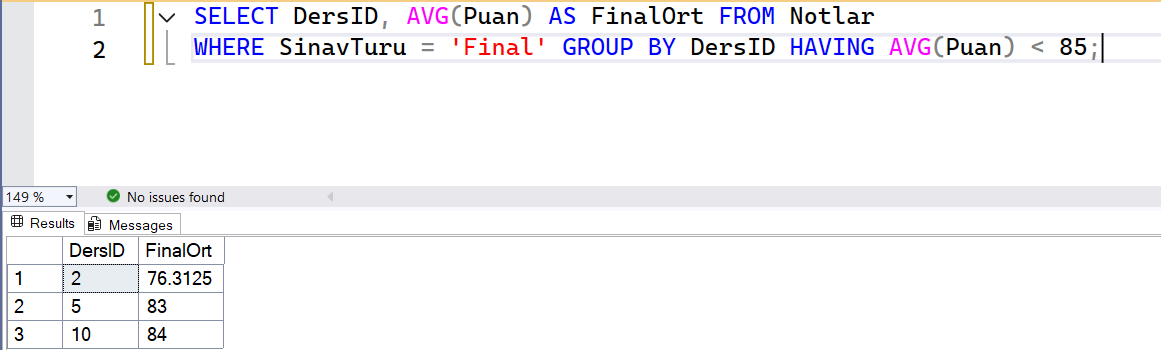 1 SELECT DersID, AVG(Puan) AS FinalOrt FROM Notlar
2 WHERE SinavTuru = 'Final' GROUP BY DersID HAVING AVG(Puan) < 85;
149 % No issues found
Results Messages
DersID FinalOrt
1 2 76.3125
2 5 83
3 10 84